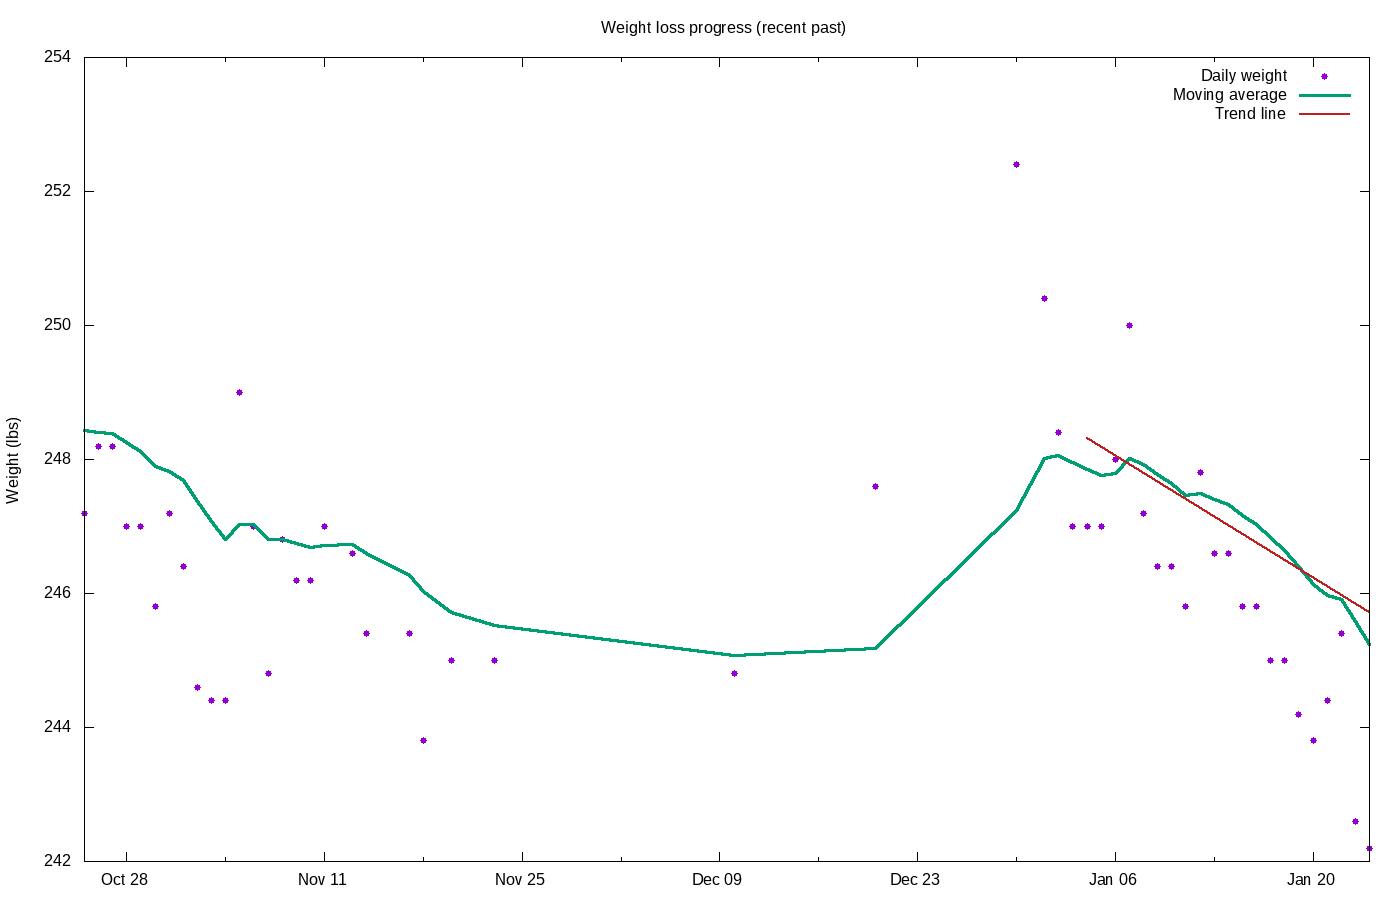 Weight loss progress (recent past)
254
252
250
248
246
244
242
Weight (lbs)
Daily weight
Moving average
Trend line
Oct 28
Nov 11
Nov 25
Dec 09
Dec 23
Jan 06
Jan 20